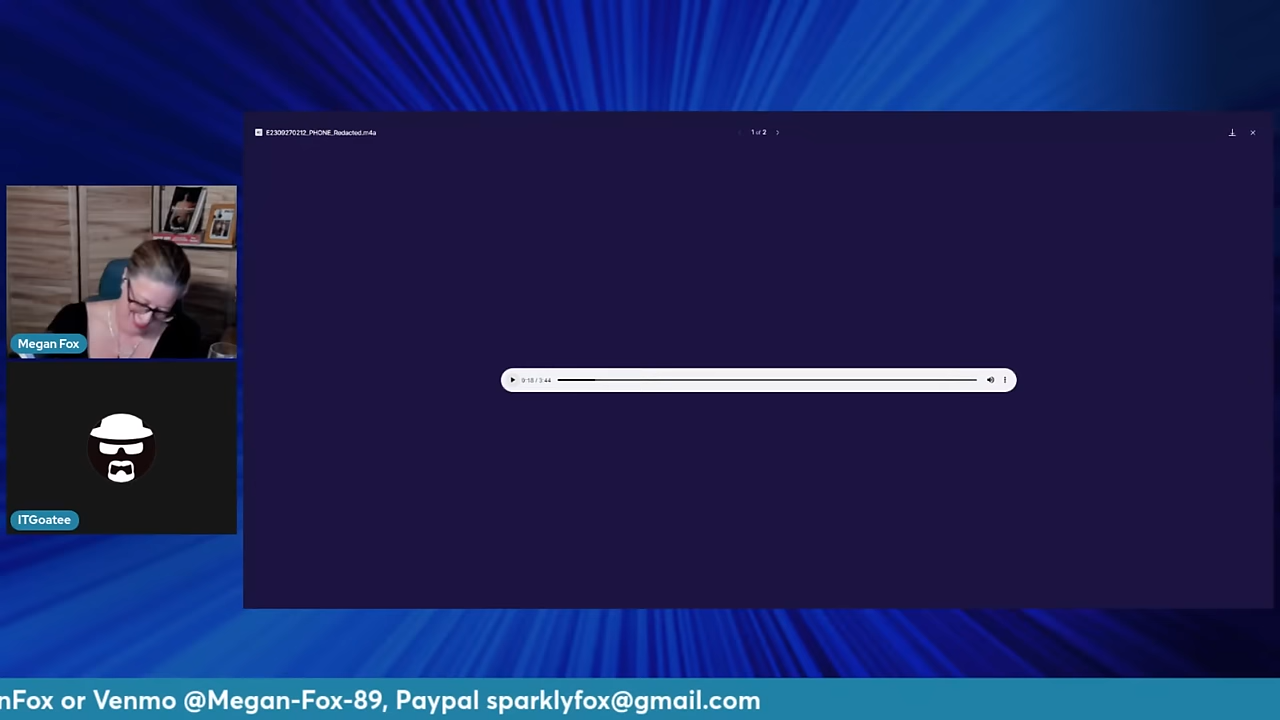 E2309270212_PHONE_Redacted.m4a
1 of 2
Megan Fox
ITGoatee
nFox or Venmo @Megan-Fox-89, Paypal sparklyfox@gmail.com